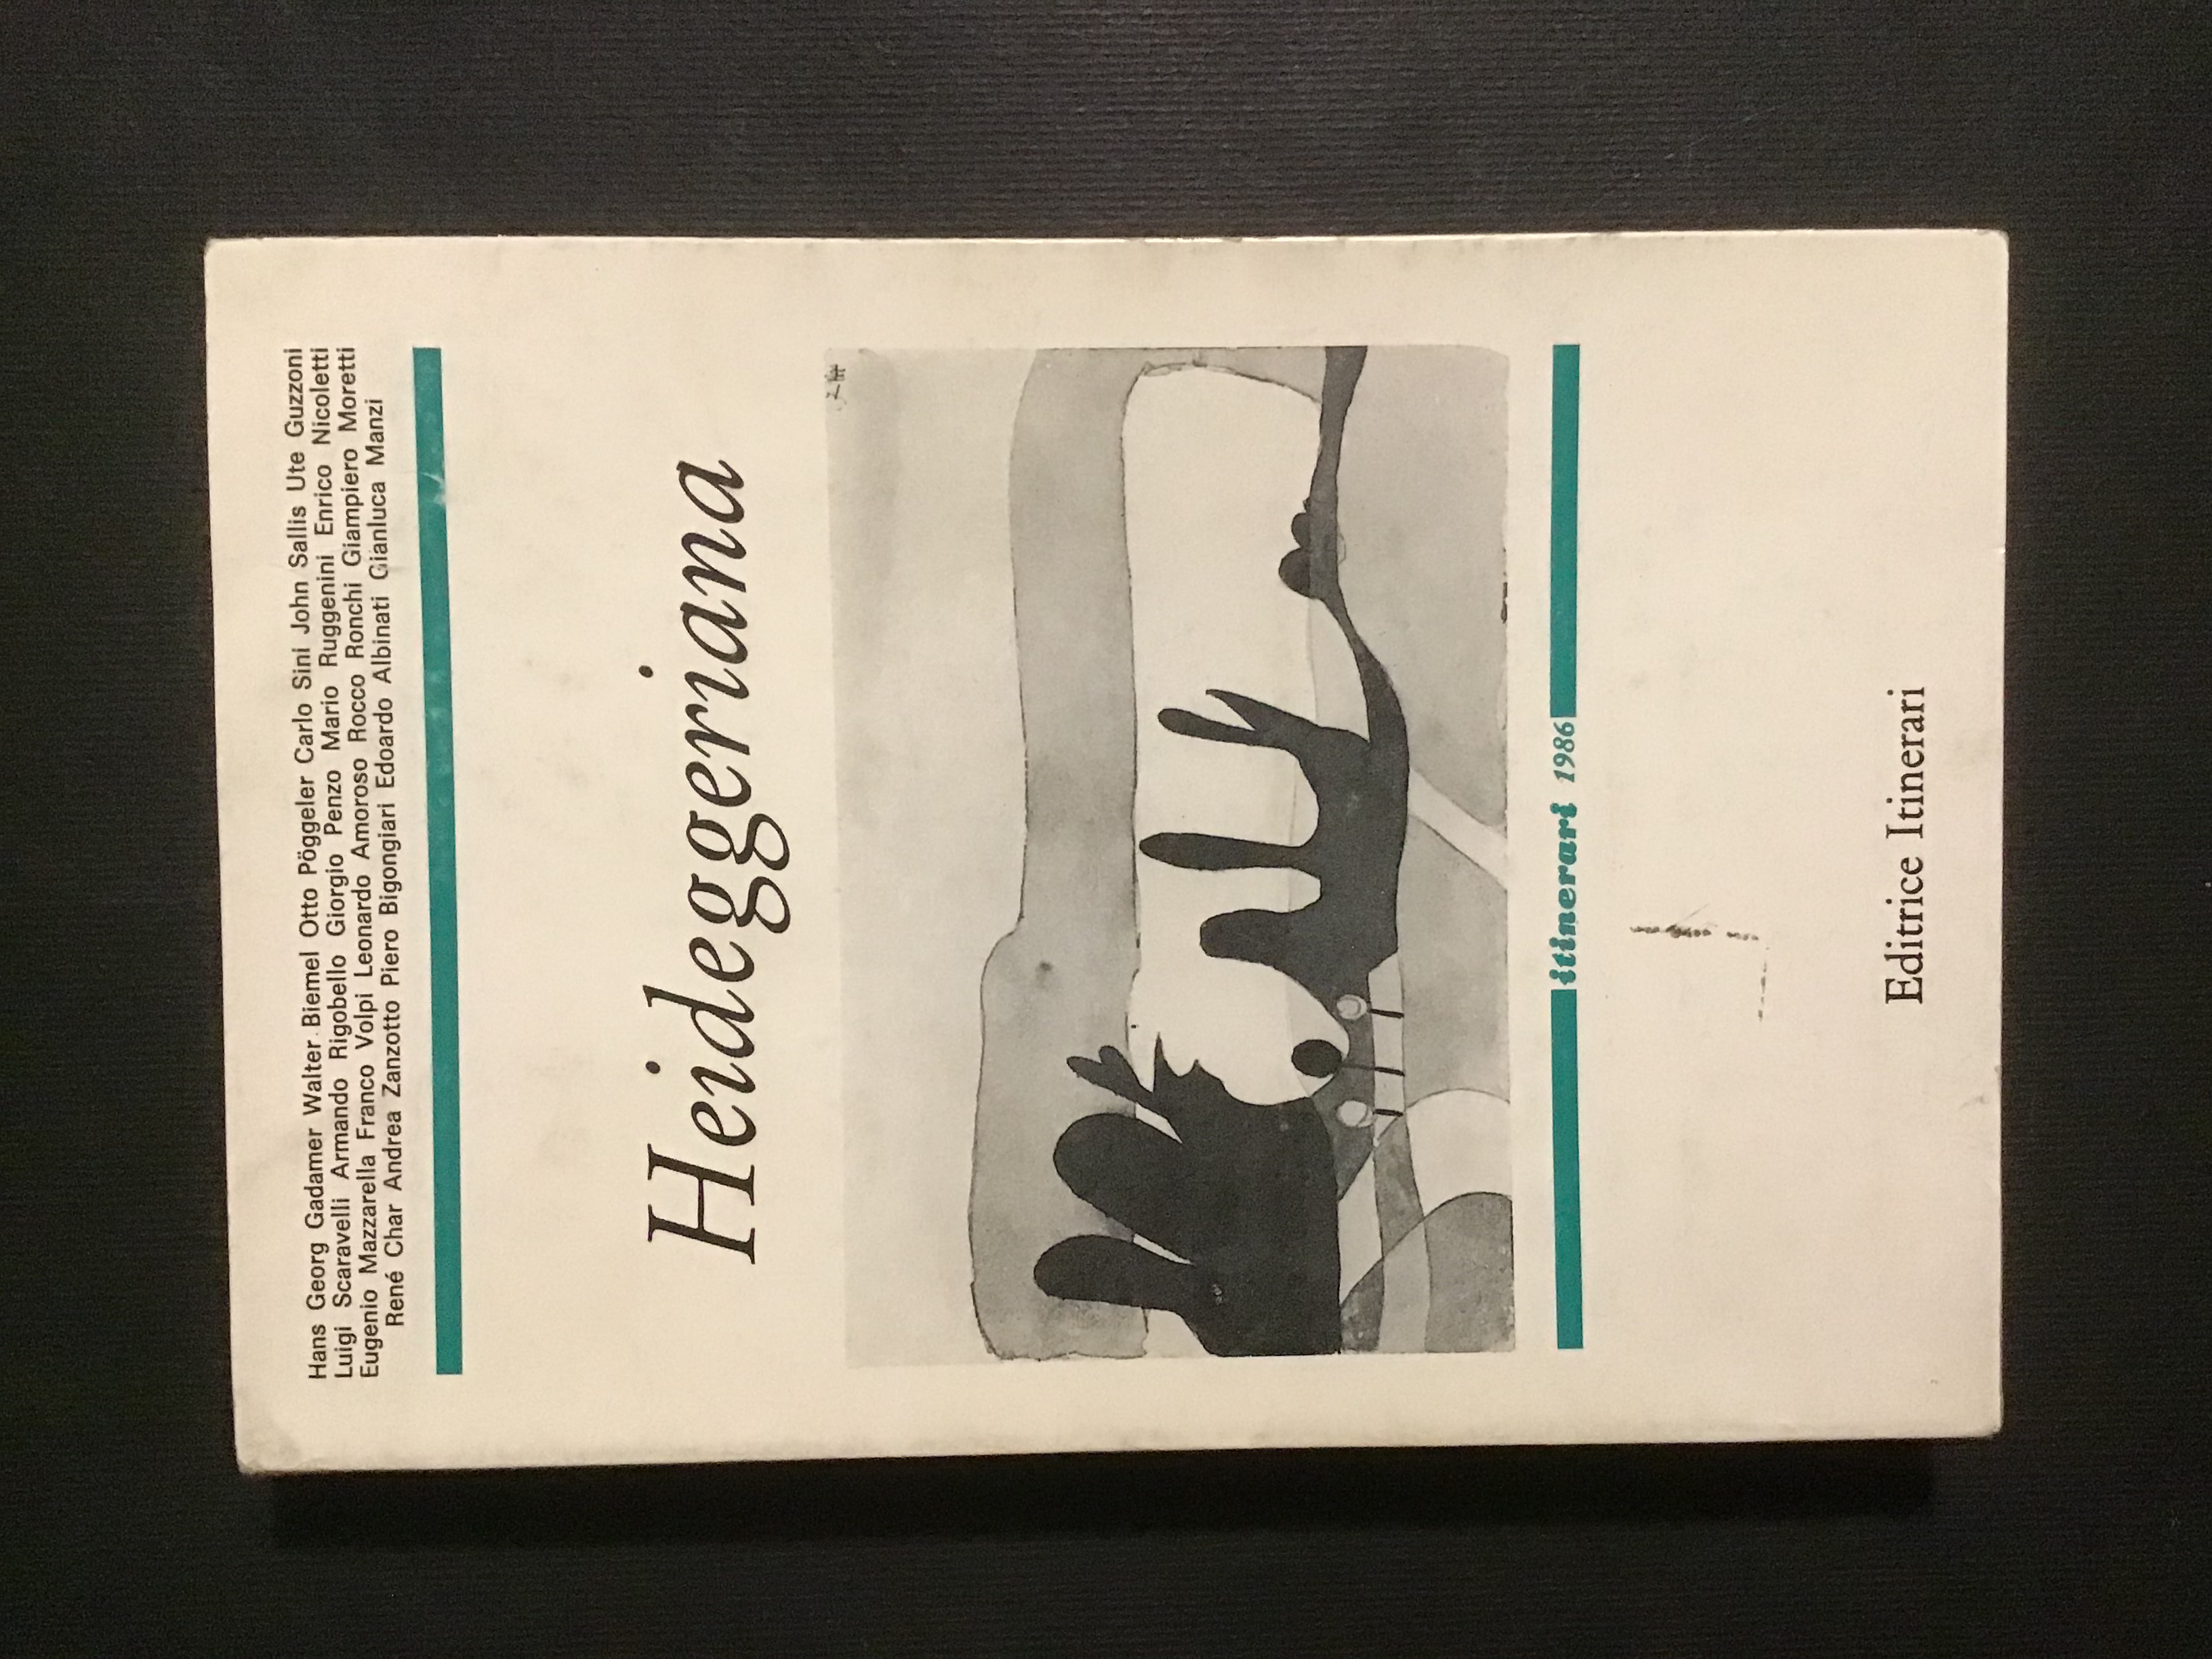 Hans Georg Gadamer Walter Biemel Otto Pöggeler Carlo Sini John Sallis Ute Guzzoni
Luigi Scaravelli Armando Rigobello Giorgio Penzo Mario Ruggenini Enrico Nicoletti
Eugenio Mazzarella Franco Volpi Leonardo Amoroso Rocco Ronchi Giampiero Moretti
René Char Andrea Zanzotto Piero Bigongiari Edoardo Albinati Gianluca Manzi
Heideggeriana
itinerari 1986
Editrice Itinerari